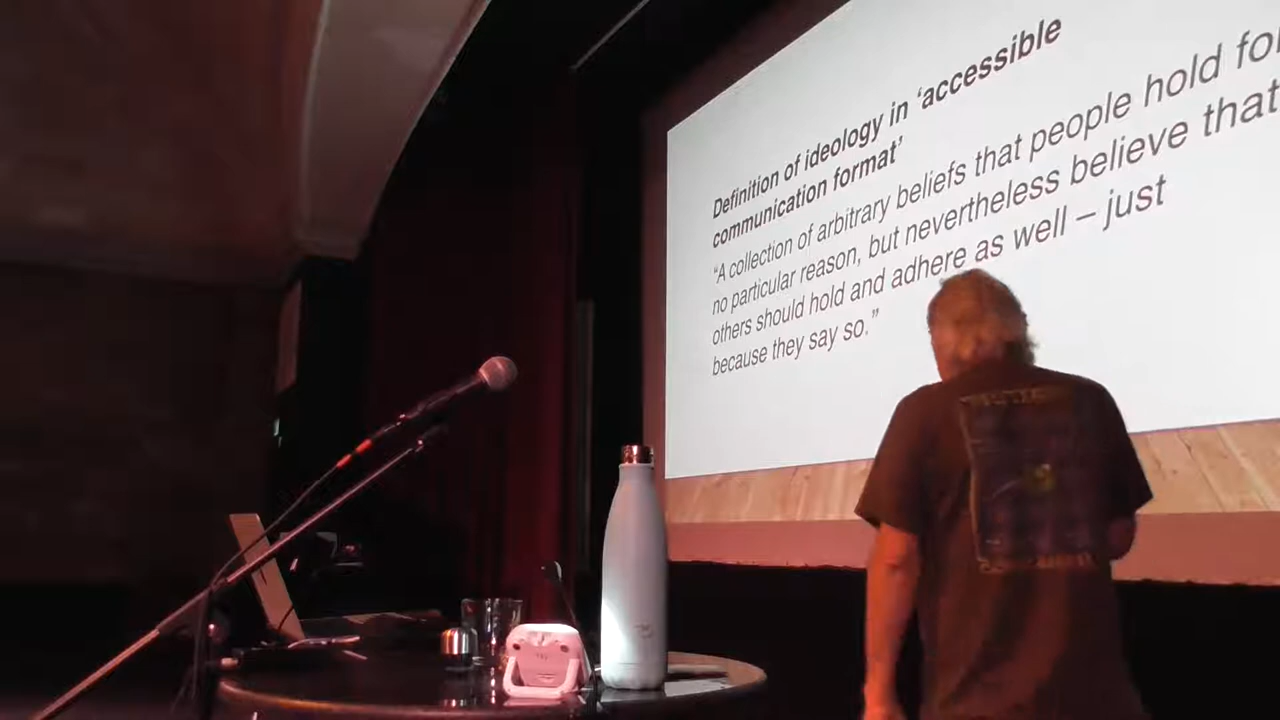 Definition of ideology in ‘accessible
communication format’
“A collection of arbitrary beliefs that people hold for
no particular reason, but nevertheless believe that
others should hold and adhere as well – just
because they say so.”